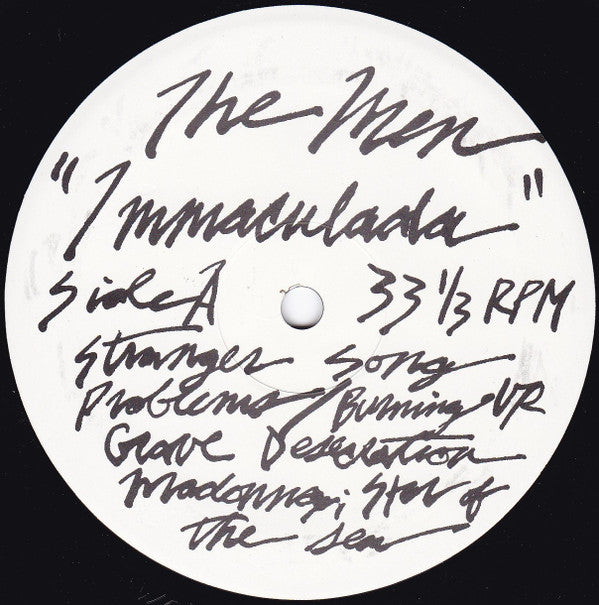 The Men
"Immaculada"
Side A 33 1/3 RPM
Stranger Song
Problems / Burning UP
Grave Desecration
Madonna; Star of
the sea